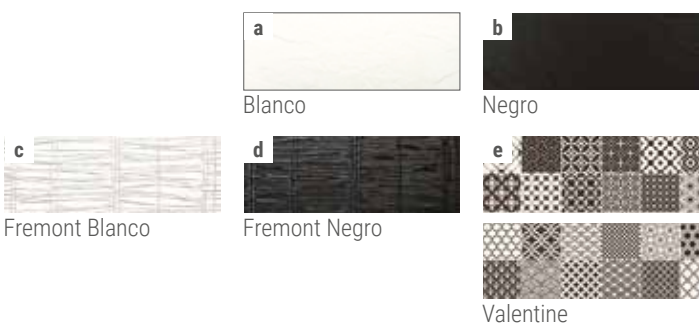 a
b
Blanco
Negro
c
d
e
Fremont Blanco
Fremont Negro
Valentine